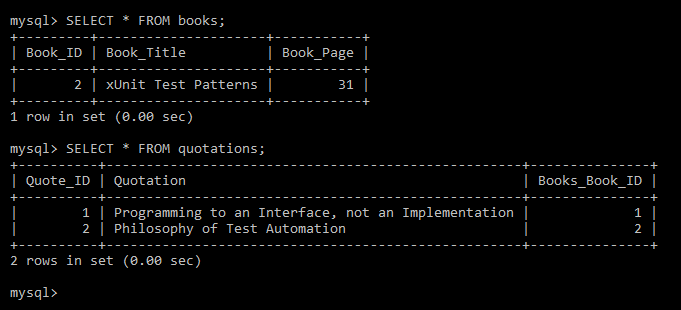 mysql> SELECT * FROM books;
+---------+---------------------+-----------+
| Book_ID | Book_Title          | Book_Page |
+---------+---------------------+-----------+
|       2 | xUnit Test Patterns |        31 |
+---------+---------------------+-----------+
1 row in set (0.00 sec)
mysql> SELECT * FROM quotations;
+----------+----------------------------------------------------+---------------+
| Quote_ID | Quotation                                          | Books_Book_ID |
+----------+----------------------------------------------------+---------------+
|        1 | Programming to an Interface, not an Implementation |             1 |
|        2 | Philosophy of Test Automation                      |             2 |
+----------+----------------------------------------------------+---------------+
2 rows in set (0.00 sec)
mysql>